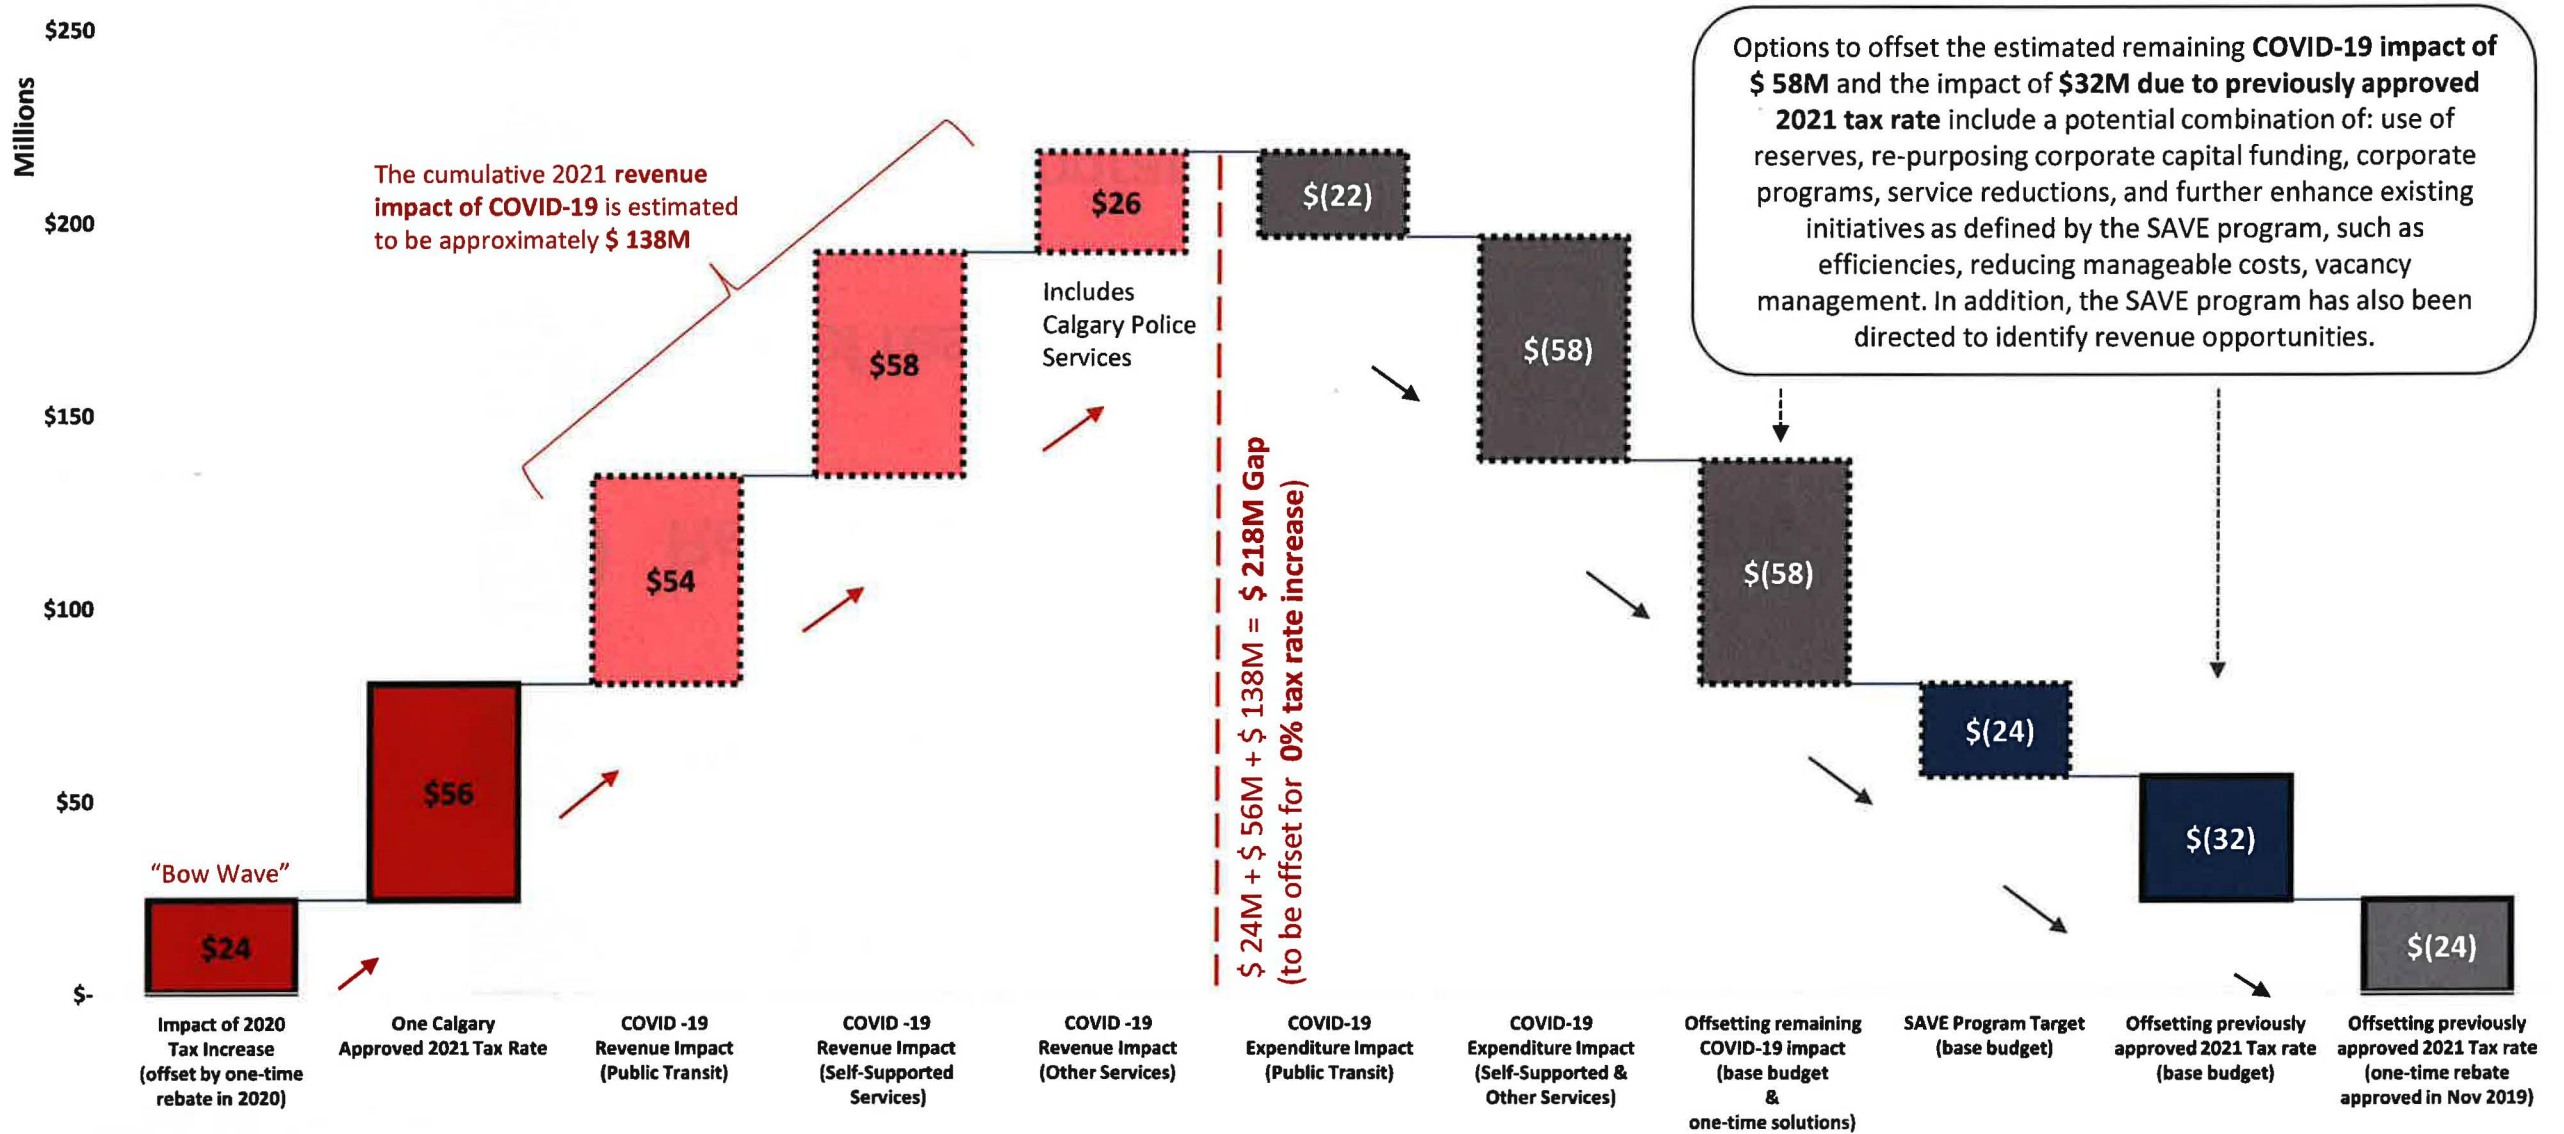 $250
$200
$150
$100
$50
$-
Millions
The cumulative 2021 revenue
impact of COVID-19 is estimated
to be approximately $ 138M
Options to offset the estimated remaining COVID-19 impact of
$ 58M and the impact of $32M due to previously approved
2021 tax rate include a potential combination of: use of
reserves, re-purposing corporate capital funding, corporate
programs, service reductions, and further enhance existing
initiatives as defined by the SAVE program, such as
efficiencies, reducing manageable costs, vacancy
management. In addition, the SAVE program has also been
directed to identify revenue opportunities.
"Bow Wave"
$24
$56
$54
$58
$26
Includes
Calgary Police
Services
$ 24M + $ 56M + $ 138M = $ 218M Gap
(to be offset for 0% tax rate increase)
$(22)
$(58)
$(58)
$(24)
$(32)
$(24)
Impact of 2020
Tax Increase
(offset by one-time
rebate in 2020)
One Calgary
Approved 2021 Tax Rate
COVID -19
Revenue Impact
(Public Transit)
COVID -19
Revenue Impact
(Self-Supported
Services)
COVID -19
Revenue Impact
(Other Services)
COVID-19
Expenditure Impact
(Public Transit)
COVID-19
Expenditure Impact
(Self-Supported &
Other Services)
Offsetting remaining
COVID-19 impact
(base budget
&
one-time solutions)
SAVE Program Target
(base budget)
Offsetting previously
approved 2021 Tax rate
(base budget)
Offsetting previously
approved 2021 Tax rate
(one-time rebate
approved in Nov 2019)